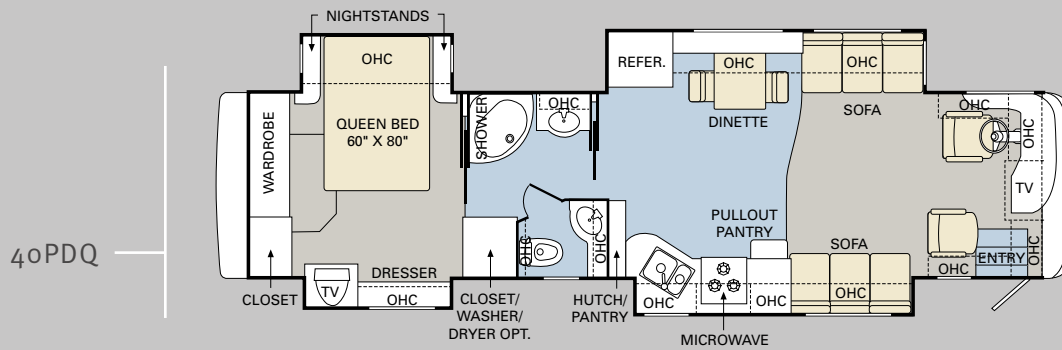 NIGHTSTANDS
OHC
QUEEN BED
60" X 80"
WARDROBE
CLOSET
TV
DRESSER
OHC
SHOWER
OHC
CLOSET/
WASHER/
DRYER OPT.
OHC
OHC
HUTCH/
PANTRY
REFER.
OHC
DINETTE
OHC
SOFA
PULLOUT
PANTRY
OHC
OHC
MICROWAVE
SOFA
OHC
OHC
OHC
TV
ENTRY
OHC
OHC
40PDQ